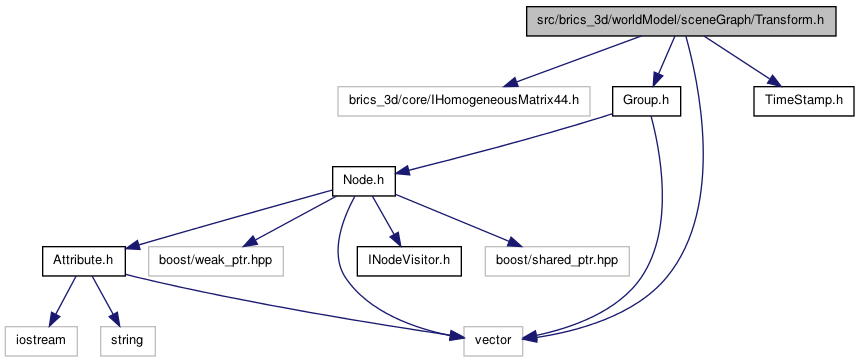 src/brics_3d/worldModel/sceneGraph/Transform.h
brics_3d/core/IHomogeneousMatrix44.h
Group.h
TimeStamp.h
Node.h
Attribute.h
boost/weak_ptr.hpp
INodeVisitor.h
boost/shared_ptr.hpp
iostream
string
vector